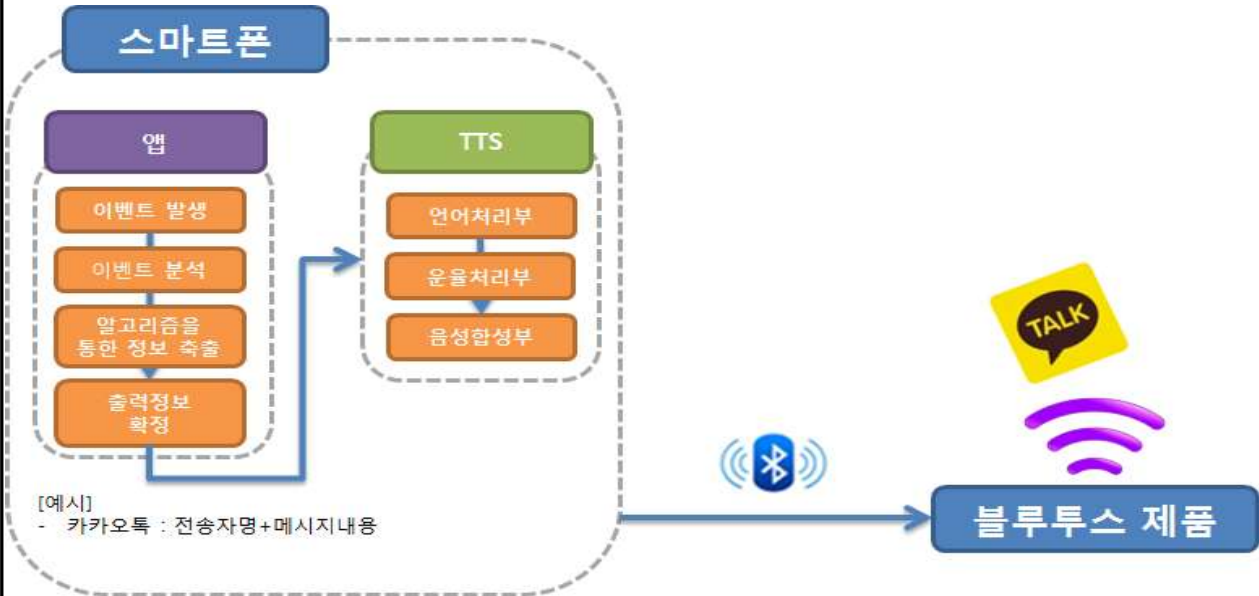 스마트폰
앱
이벤트 발생
이벤트 분석
알고리즘을
통한 정보 축출
출력정보
확정
TTS
언어처리부
운율처리부
음성합성부
[예시]
- 카카오톡 : 전송자명+메시지내용
TALK
블루투스 제품